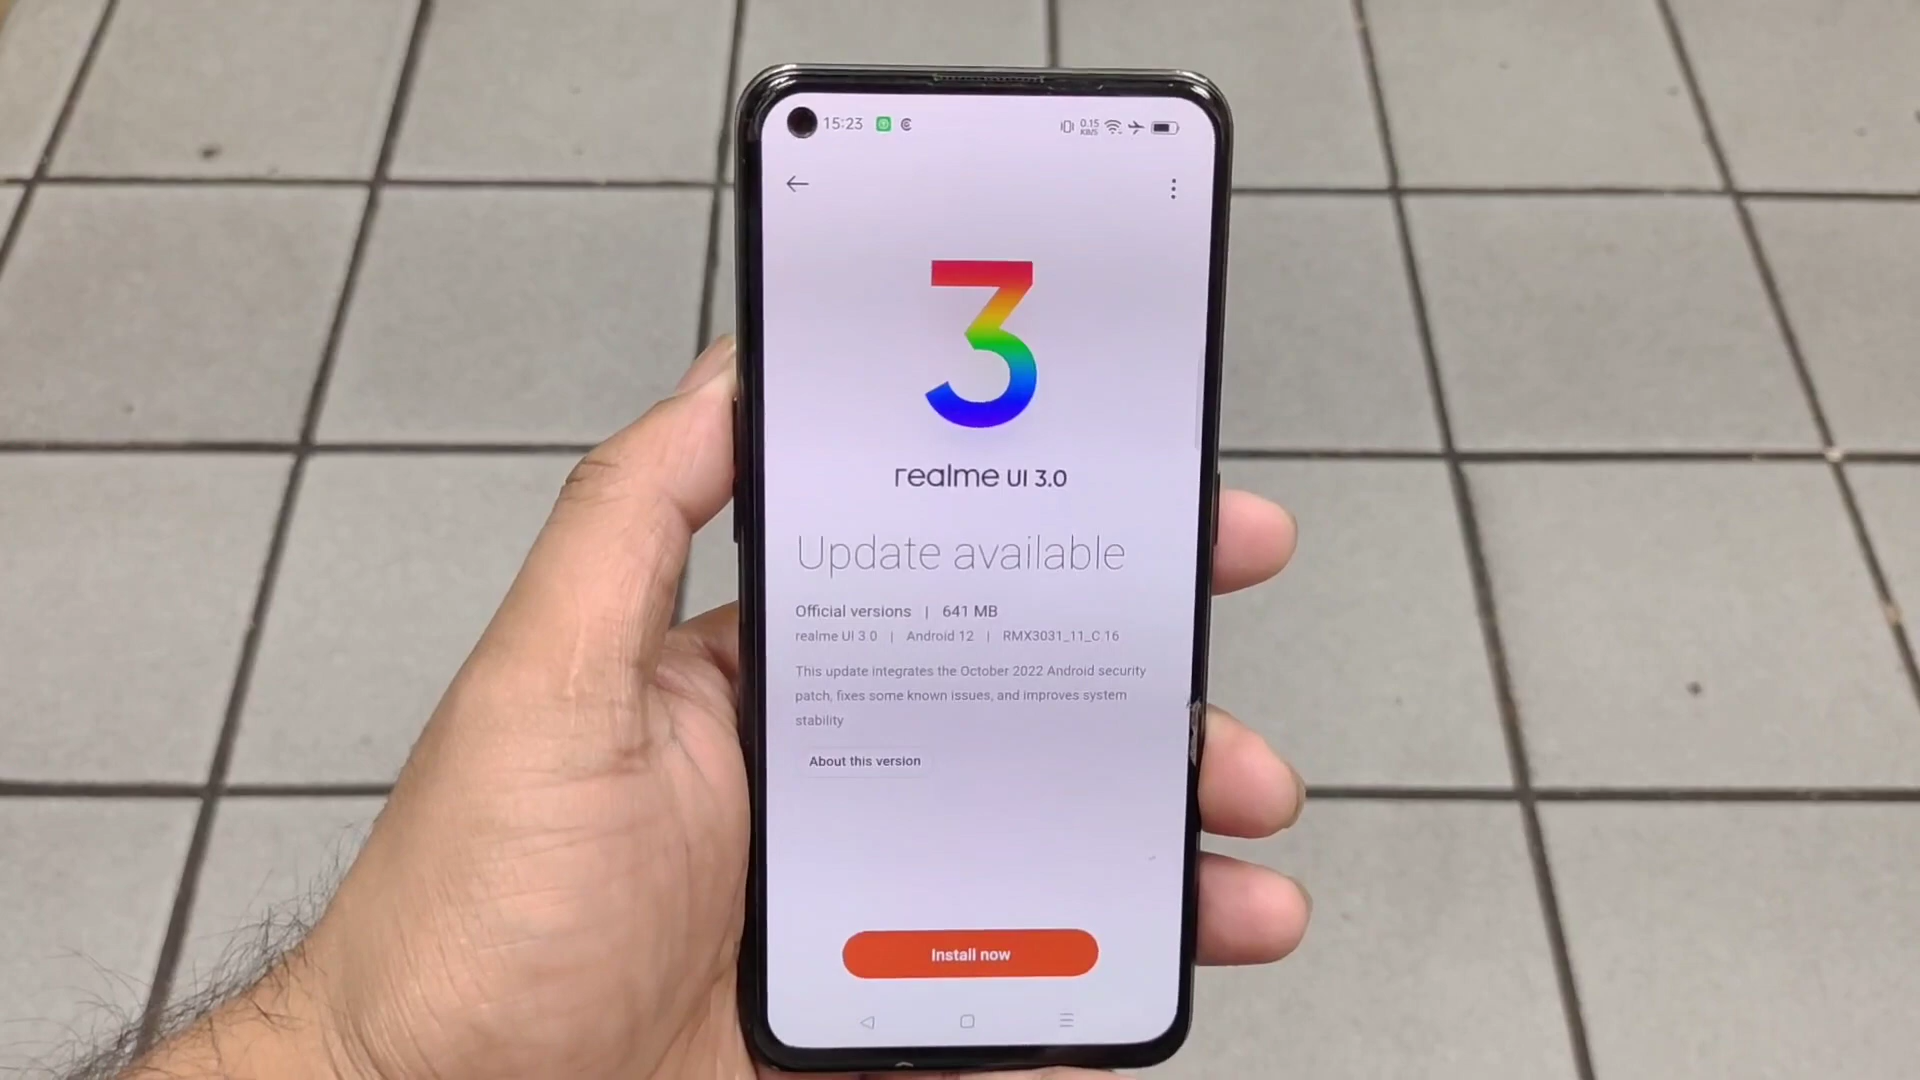 15:23
0.15
KB/S
3
realme UI 3.0
Update available
Official versions | 641 MB
realme UI 3.0 | Android 12 | RMX3031_11_C.16
This update integrates the October 2022 Android security
patch, fixes some known issues, and improves system
stability
About this version
Install now